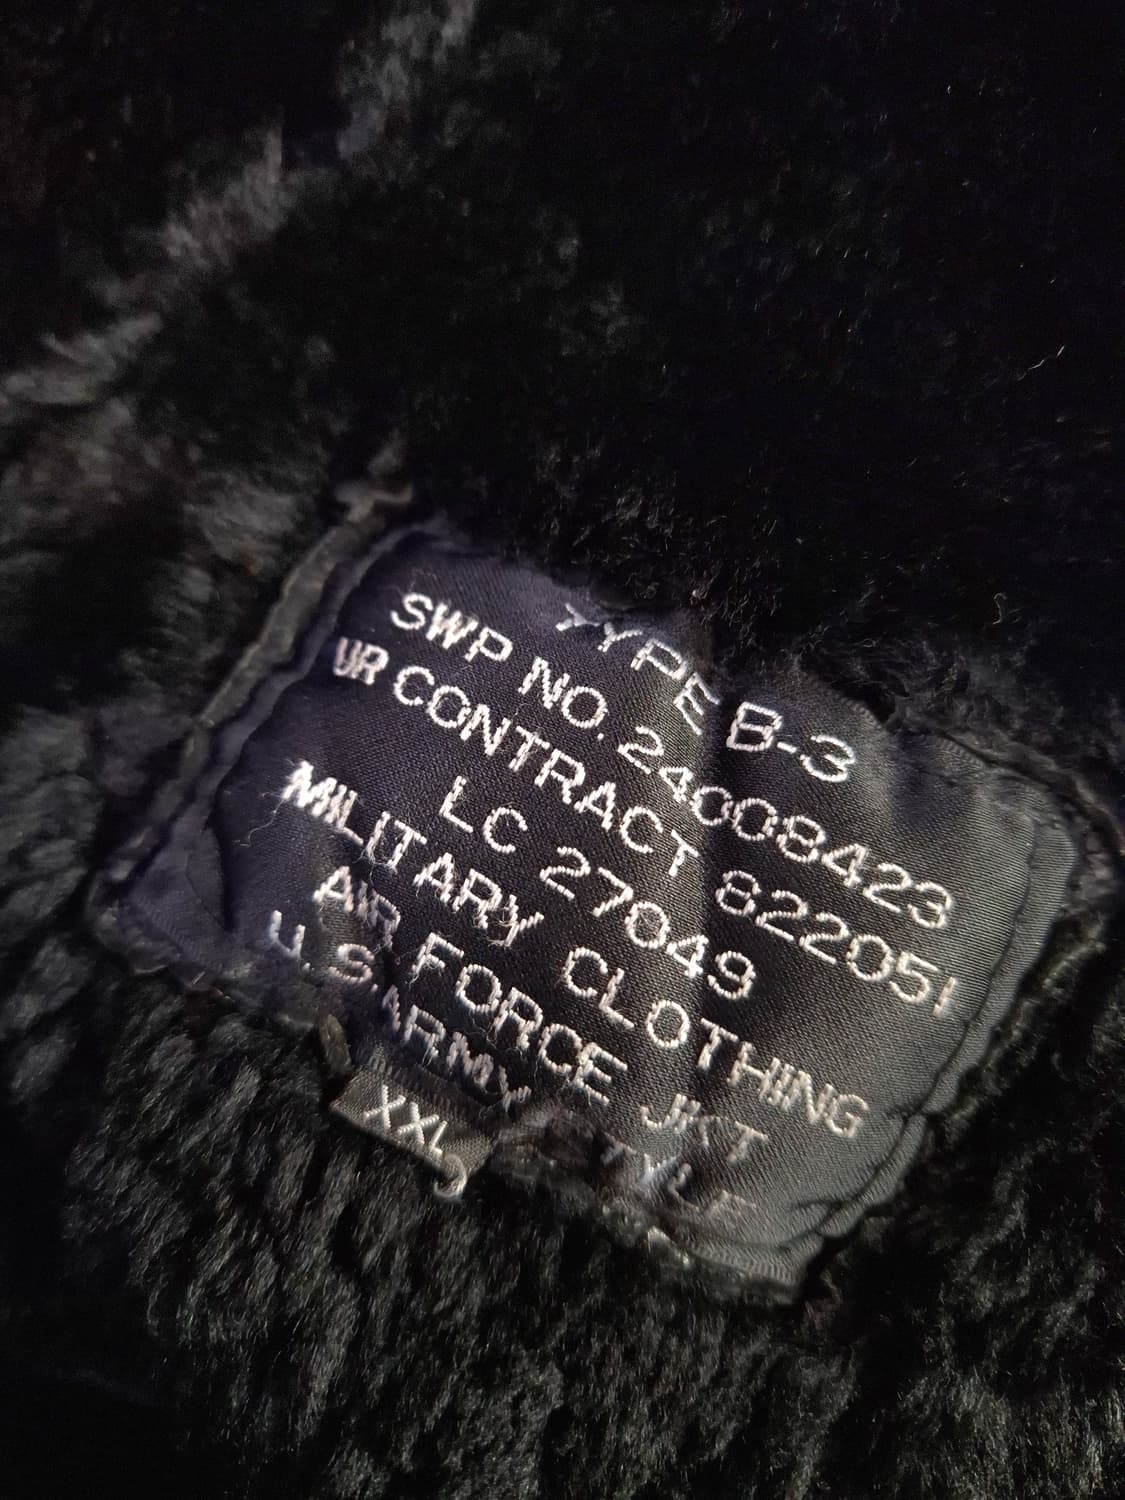 TYPE B-3
SWP NO. 24008423
UR CONTRACT 822051
LC 27049
MILITARY CLOTHING
AIR FORCE JKT
U.S. ARMY
XXL